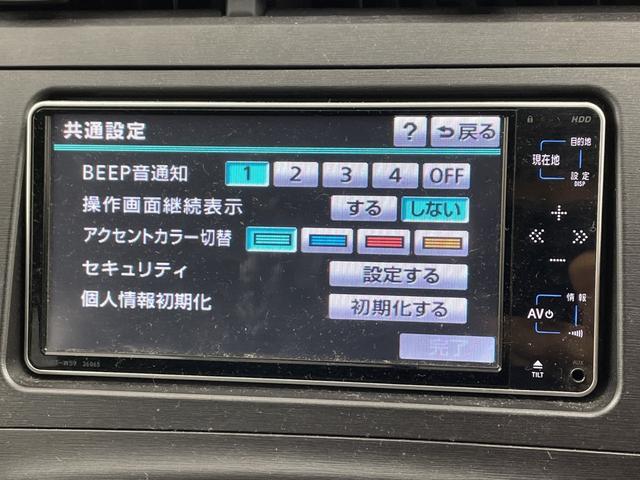 共通設定 ? 戻る
BEEP音通知 1 2 3 4 OFF
操作画面継続表示 する しない
アクセントカラー切替
セキュリティ 設定する
個人情報初期化 初期化する
完了
HDD
目的地
現在地
設定
DISP
情報
AV
TILT
AUX